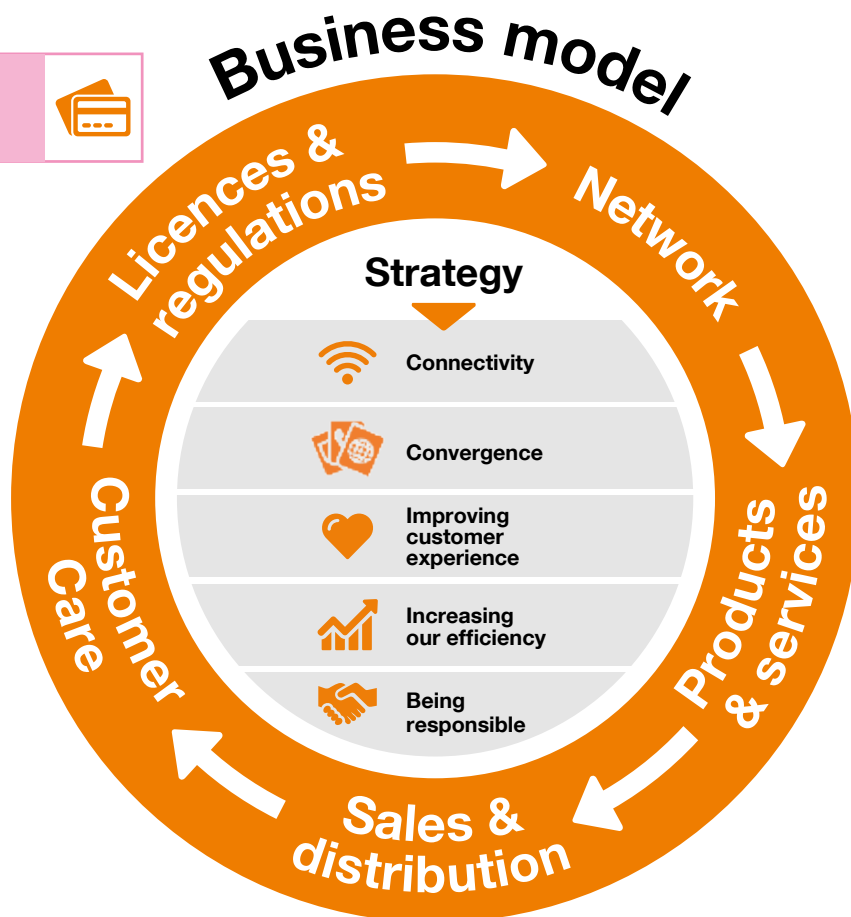 Business model
Licences &
regulations
Network
Products
& services
Sales &
distribution
Customer
Care
Strategy
Connectivity
Convergence
Improving
customer
experience
Increasing
our efficiency
Being
responsible